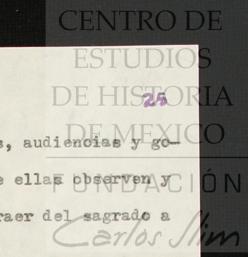 CENTRO DE
ESTUDIOS
DE HISTORIA
25
DE MEXICO
s, audiencias y go-
e ellas observen y
FUNDACIÓN
raer del sagrado a
Carlos Slim